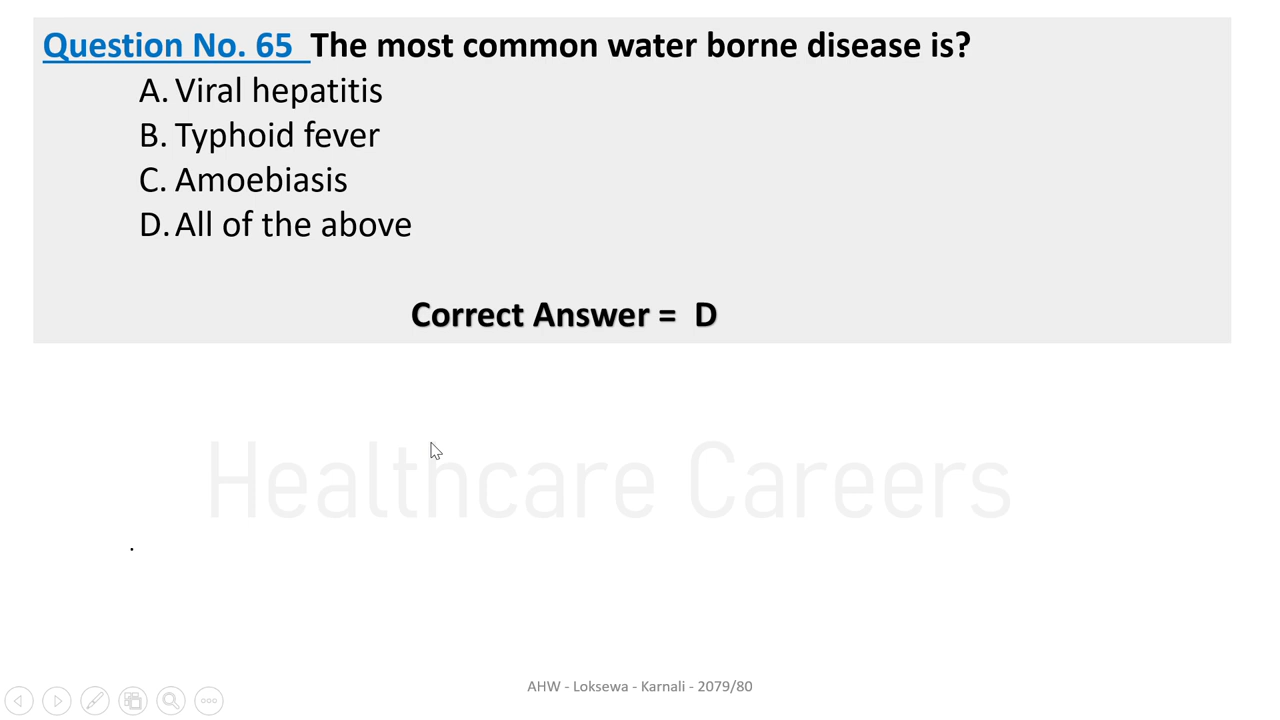 Question No. 65 The most common water borne disease is?
A. Viral hepatitis
B. Typhoid fever
C. Amoebiasis
D. All of the above
Correct Answer = D
Healthcare Careers
.
AHW - Loksewa - Karnali - 2079/80